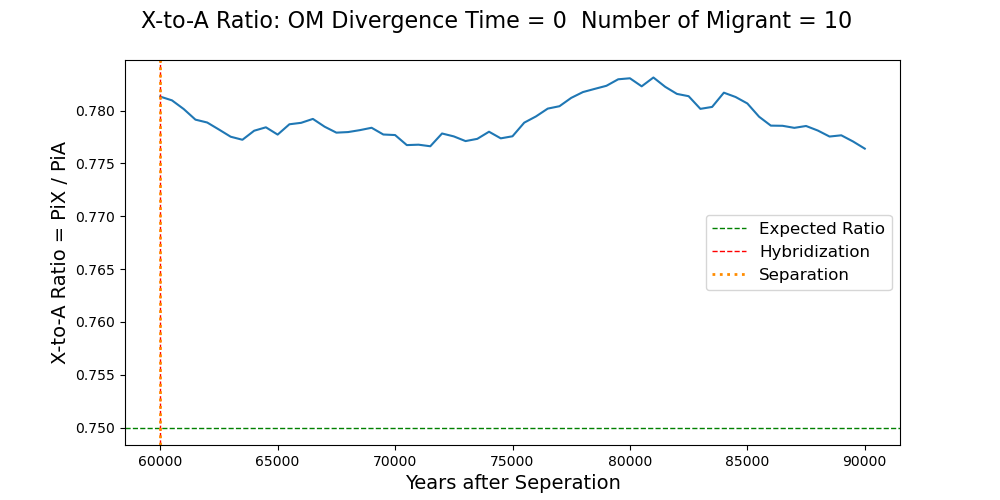 X-to-A Ratio: OM Divergence Time = 0  Number of Migrant = 10
X-to-A Ratio = PiX / PiA
0.780
0.775
0.770
0.765
0.760
0.755
0.750
Expected Ratio
Hybridization
Separation
60000 65000 70000 75000 80000 85000 90000
Years after Seperation